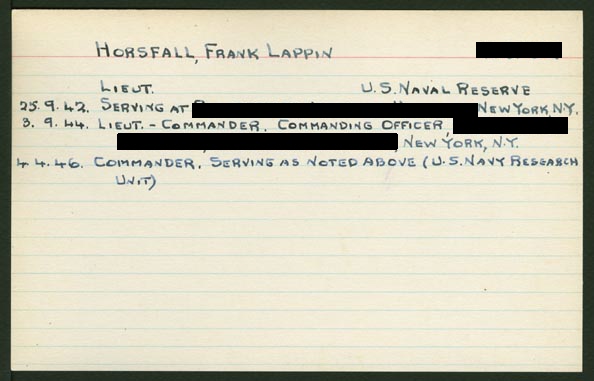 HORSFALL, FRANK LAPPIN
LIEUT. U.S. NAVAL RESERVE
25.9.42. SERVING AT NEW YORK, N.Y.
3.9.44. LIEUT.-COMMANDER, COMMANDING OFFICER,
, NEW YORK, N.Y.
4.4.46. COMMANDER, SERVING AS NOTED ABOVE (U.S. NAVY RESEARCH
UNIT)